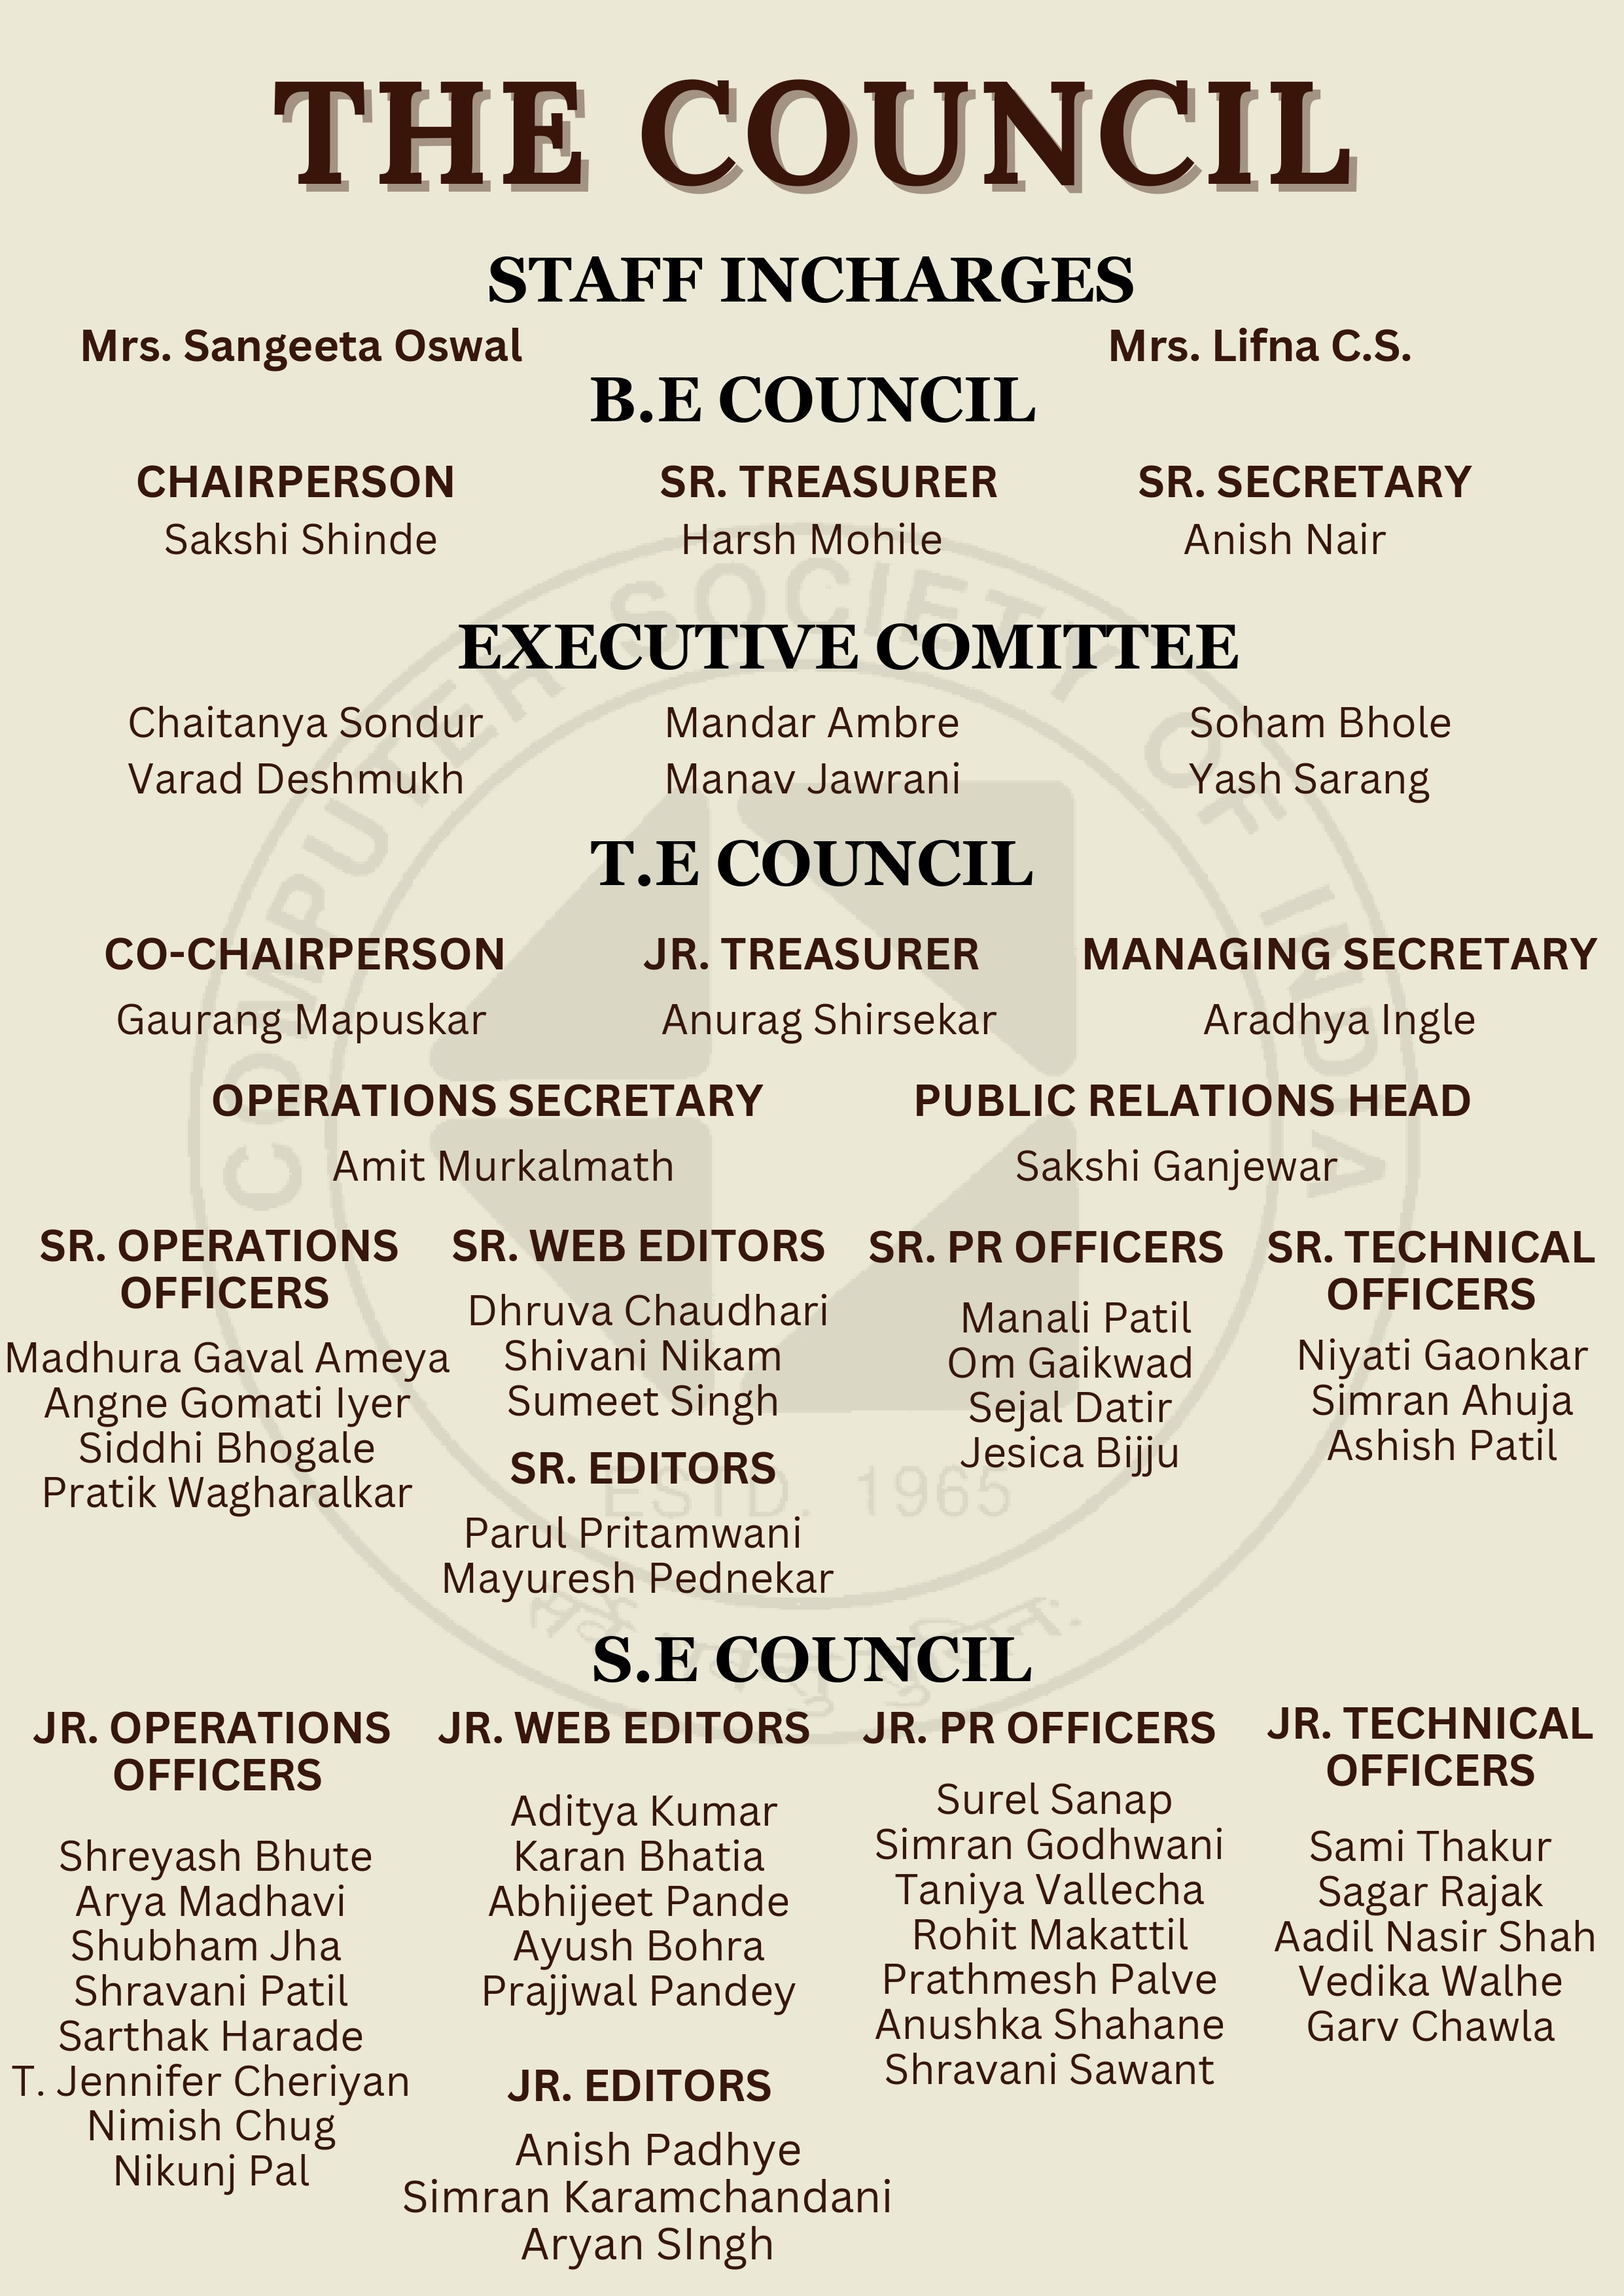 THE COUNCIL
STAFF INCHARGES
Mrs. Sangeeta Oswal
Mrs. Lifna C.S.
B.E COUNCIL
CHAIRPERSON
Sakshi Shinde
SR. TREASURER
Harsh Mohile
SR. SECRETARY
Anish Nair
EXECUTIVE COMITTEE
Chaitanya Sondur
Varad Deshmukh
Mandar Ambre
Manav Jawrani
Soham Bhole
Yash Sarang
T.E COUNCIL
CO-CHAIRPERSON
Gaurang Mapuskar
JR. TREASURER
Anurag Shirsekar
MANAGING SECRETARY
Aradhya Ingle
OPERATIONS SECRETARY
Amit Murkalmath
PUBLIC RELATIONS HEAD
Sakshi Ganjewar
SR. OPERATIONS
OFFICERS
Madhura Gaval Ameya
Angne Gomati Iyer
Siddhi Bhogale
Pratik Wagharalkar
SR. WEB EDITORS
Dhruva Chaudhari
Shivani Nikam
Sumeet Singh
SR. EDITORS
Parul Pritamwani
Mayuresh Pednekar
SR. PR OFFICERS
Manali Patil
Om Gaikwad
Sejal Datir
Jesica Bijju
SR. TECHNICAL
OFFICERS
Niyati Gaonkar
Simran Ahuja
Ashish Patil
S.E COUNCIL
JR. OPERATIONS
OFFICERS
Shreyash Bhute
Arya Madhavi
Shubham Jha
Shravani Patil
Sarthak Harade
T. Jennifer Cheriyan
Nimish Chug
Nikunj Pal
JR. WEB EDITORS
Aditya Kumar
Karan Bhatia
Abhijeet Pande
Ayush Bohra
Prajjwal Pandey
JR. EDITORS
Anish Padhye
Simran Karamchandani
Aryan SIngh
JR. PR OFFICERS
Surel Sanap
Simran Godhwani
Taniya Vallecha
Rohit Makattil
Prathmesh Palve
Anushka Shahane
Shravani Sawant
JR. TECHNICAL
OFFICERS
Sami Thakur
Sagar Rajak
Aadil Nasir Shah
Vedika Walhe
Garv Chawla
COMPUTER SOCIETY OF INDIA
ESTD. 1965